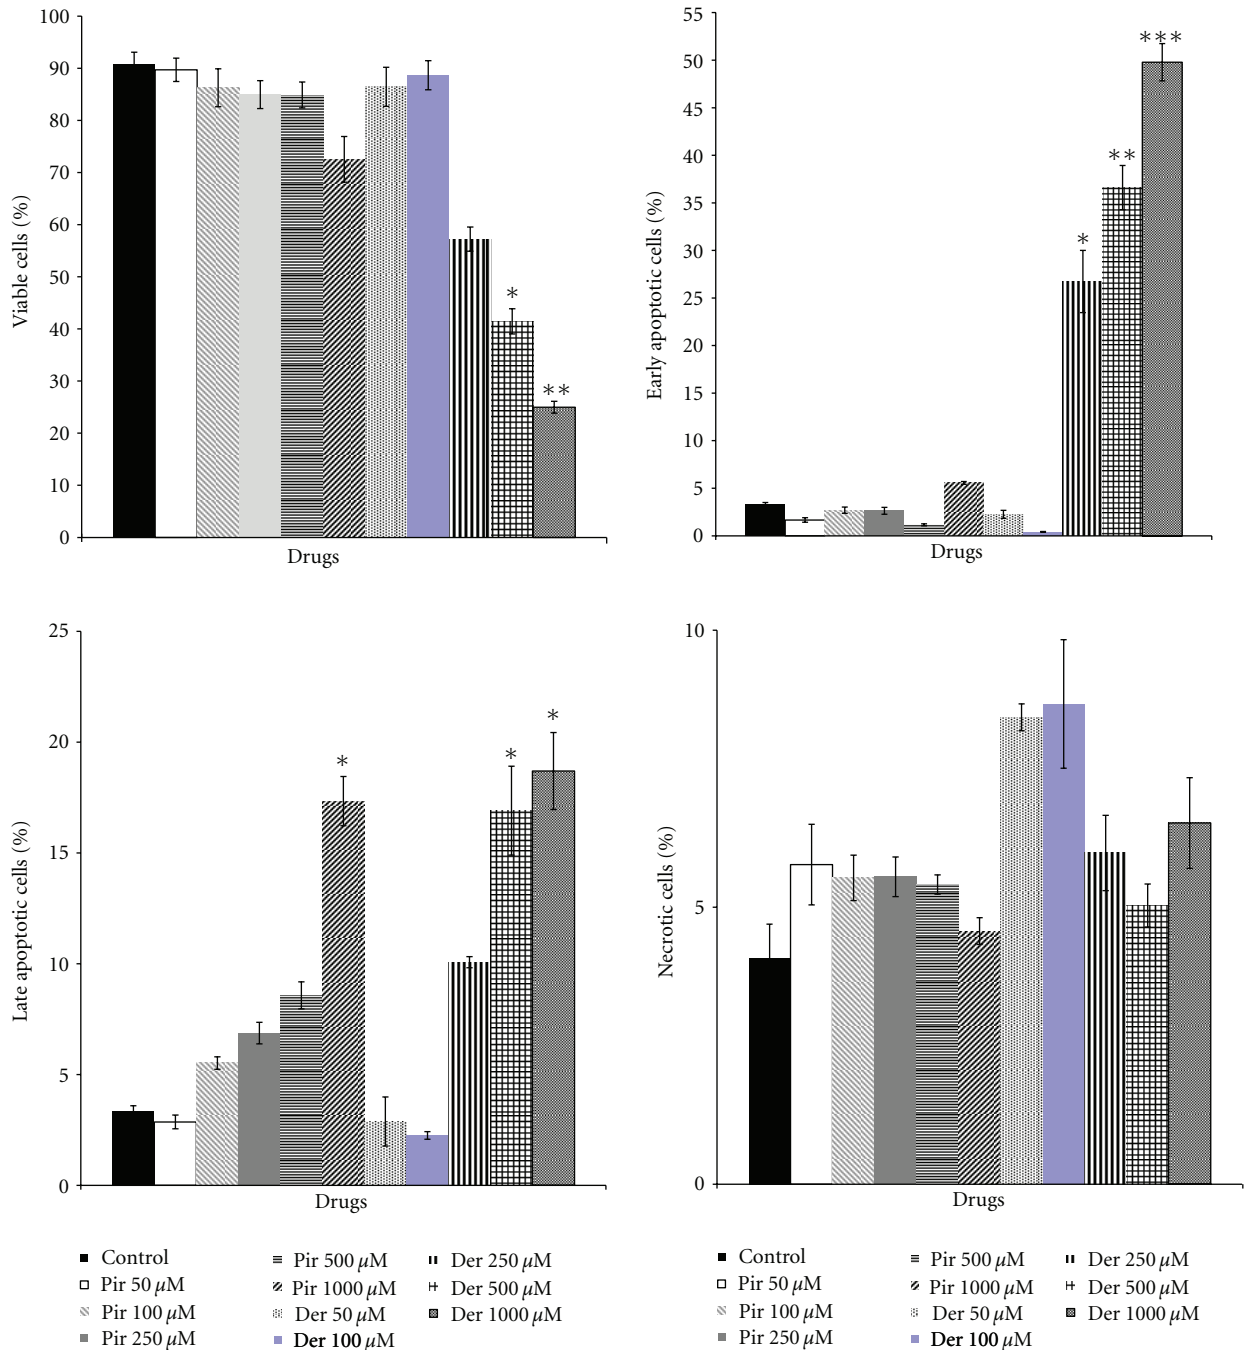 100
90
80
70
60
50
40
30
20
10
0
Viable cells (%)
*
**
Drugs
55
50
45
40
35
30
25
20
15
10
5
0
Early apoptotic cells (%)
*
**
***
Drugs
25
20
15
10
5
0
Late apoptotic cells (%)
*
*
*
Drugs
10
5
0
Necrotic cells (%)
Drugs
Control
Pir 50 μM
Pir 100 μM
Pir 250 μM
Pir 500 μM
Pir 1000 μM
Der 50 μM
Der 100 μM
Der 250 μM
Der 500 μM
Der 1000 μM
Control
Pir 50 μM
Pir 100 μM
Pir 250 μM
Pir 500 μM
Pir 1000 μM
Der 50 μM
Der 100 μM
Der 250 μM
Der 500 μM
Der 1000 μM